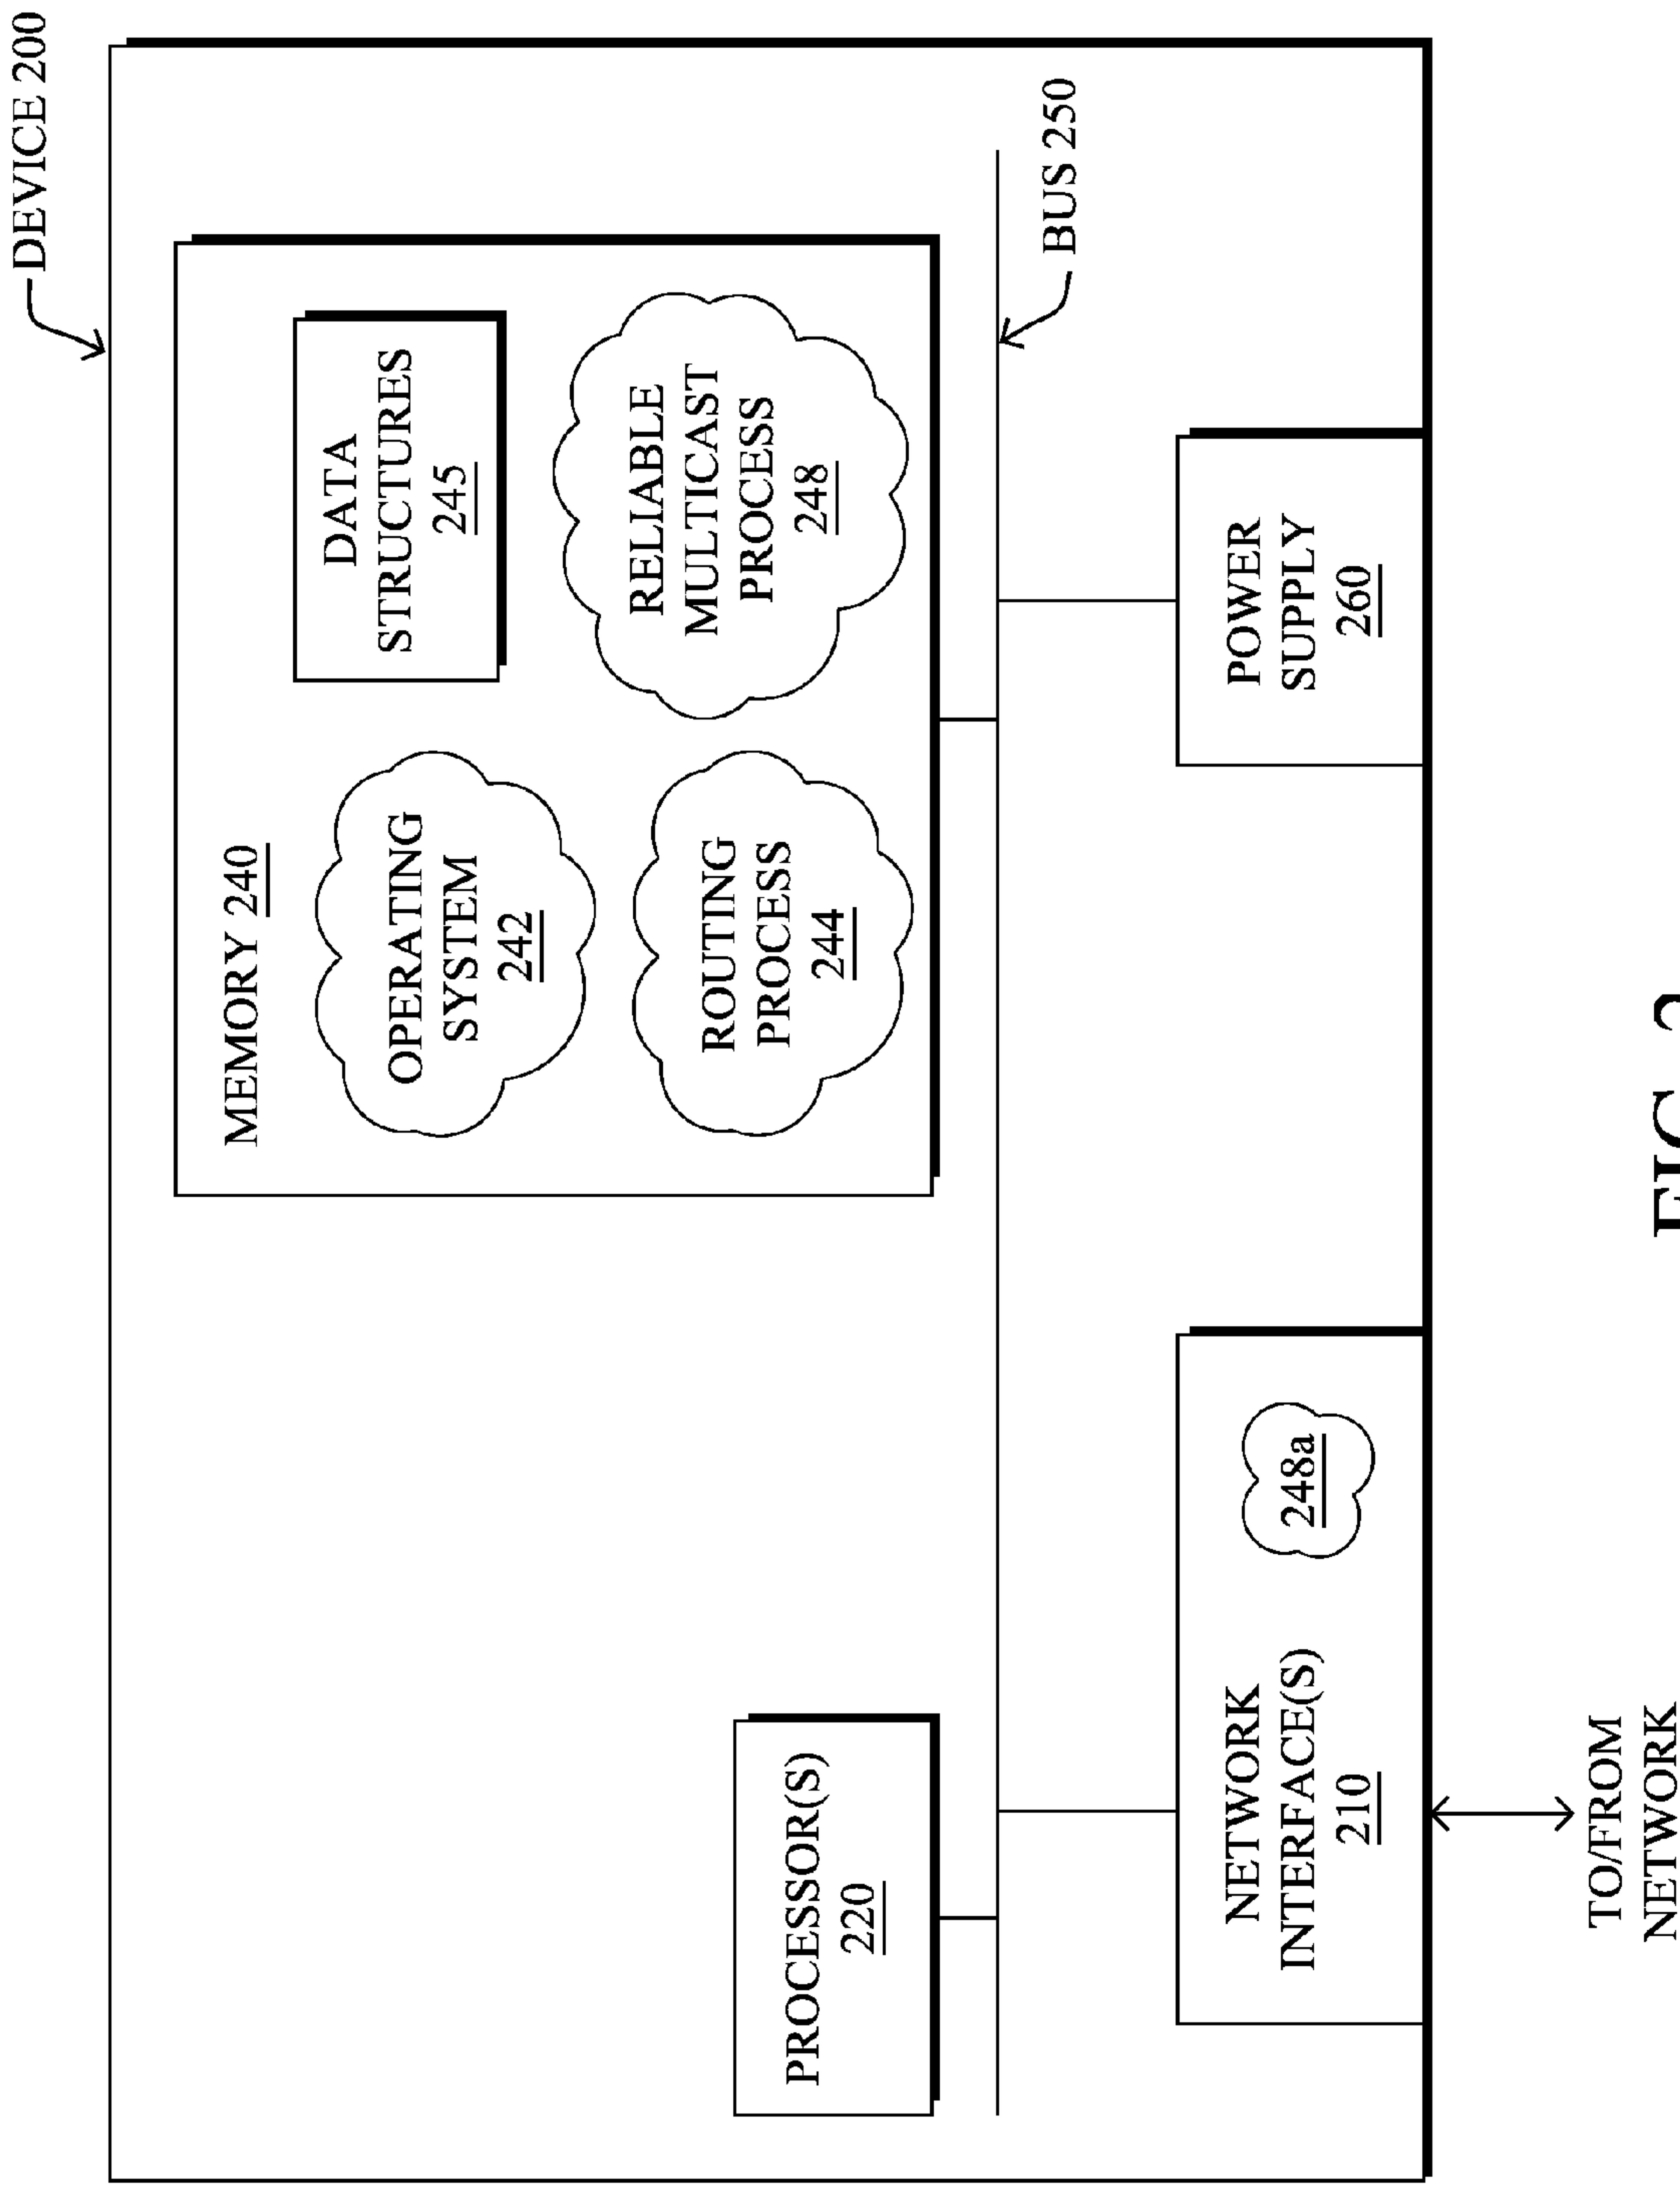 DEVICE 200
MEMORY 240
DATA
STRUCTURES
245
OPERATING
SYSTEM
242
RELIABLE
MULTICAST
PROCESS
248
ROUTING
PROCESS
244
PROCESSOR(S)
220
BUS 250
NETWORK
INTERFACE(S)
210
248a
POWER
SUPPLY
260
TO/FROM
NETWORK